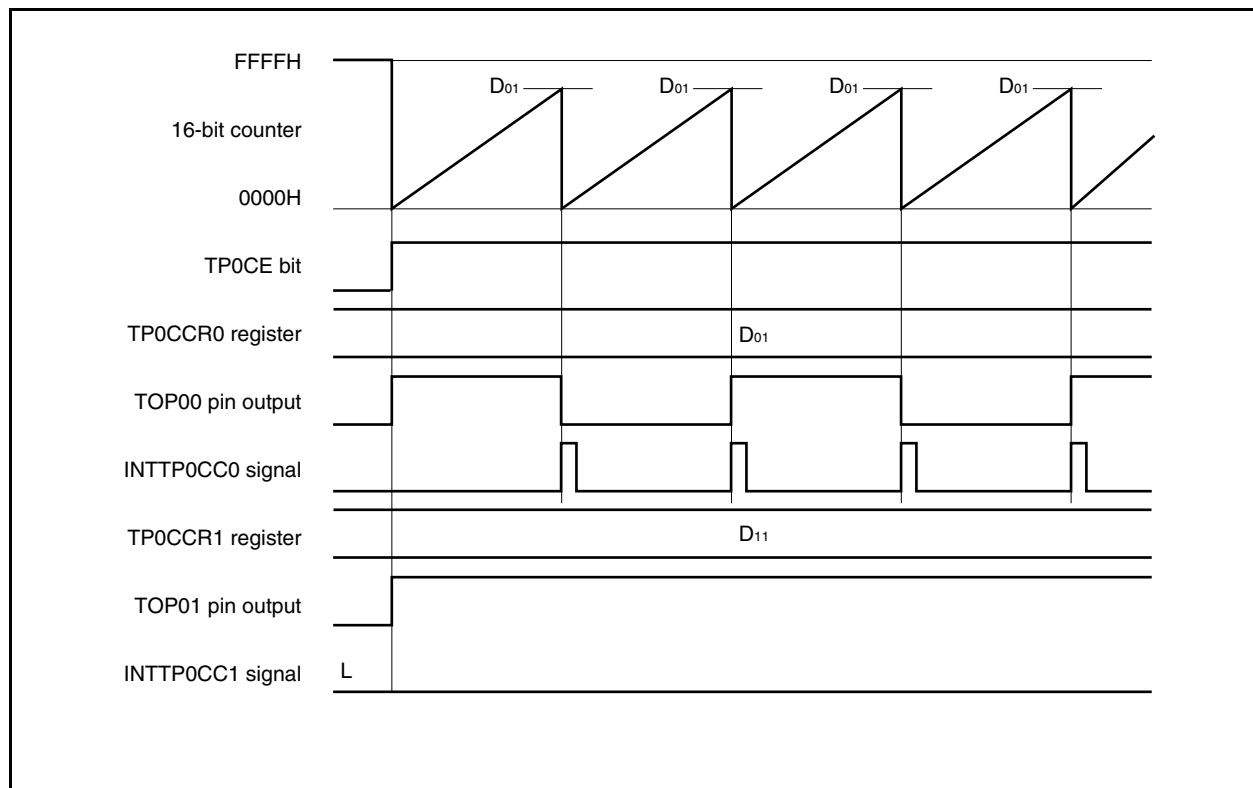 FFFFH
D01 D01 D01 D01
16-bit counter
0000H
TP0CE bit
TP0CCR0 register
D01
TOP00 pin output
INTTP0CC0 signal
TP0CCR1 register
D11
TOP01 pin output
INTTP0CC1 signal
L